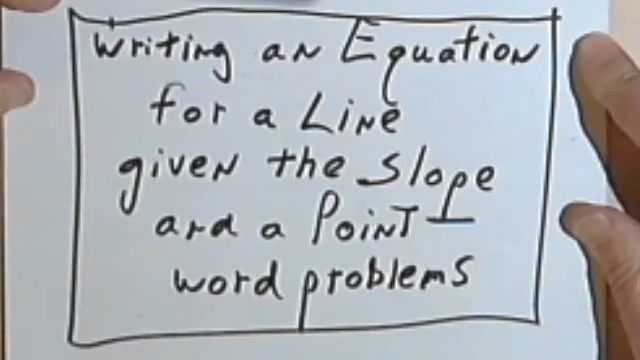 Writing an Equation
for a Line
given the Slope
and a Point-
word problems